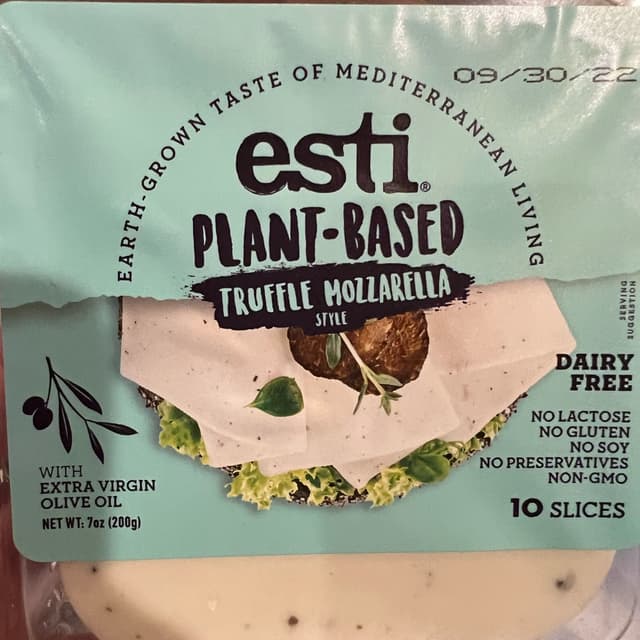 09/30/22
EARTH-GROWN TASTE OF MEDITERRANEAN LIVING
esti®
PLANT-BASED
TRUFFLE MOZZARELLA
STYLE
SERVING
SUGGESTION
DAIRY
FREE
NO LACTOSE
NO GLUTEN
NO SOY
NO PRESERVATIVES
NON-GMO
10 SLICES
WITH
EXTRA VIRGIN
OLIVE OIL
NET WT: 7oz (200g)